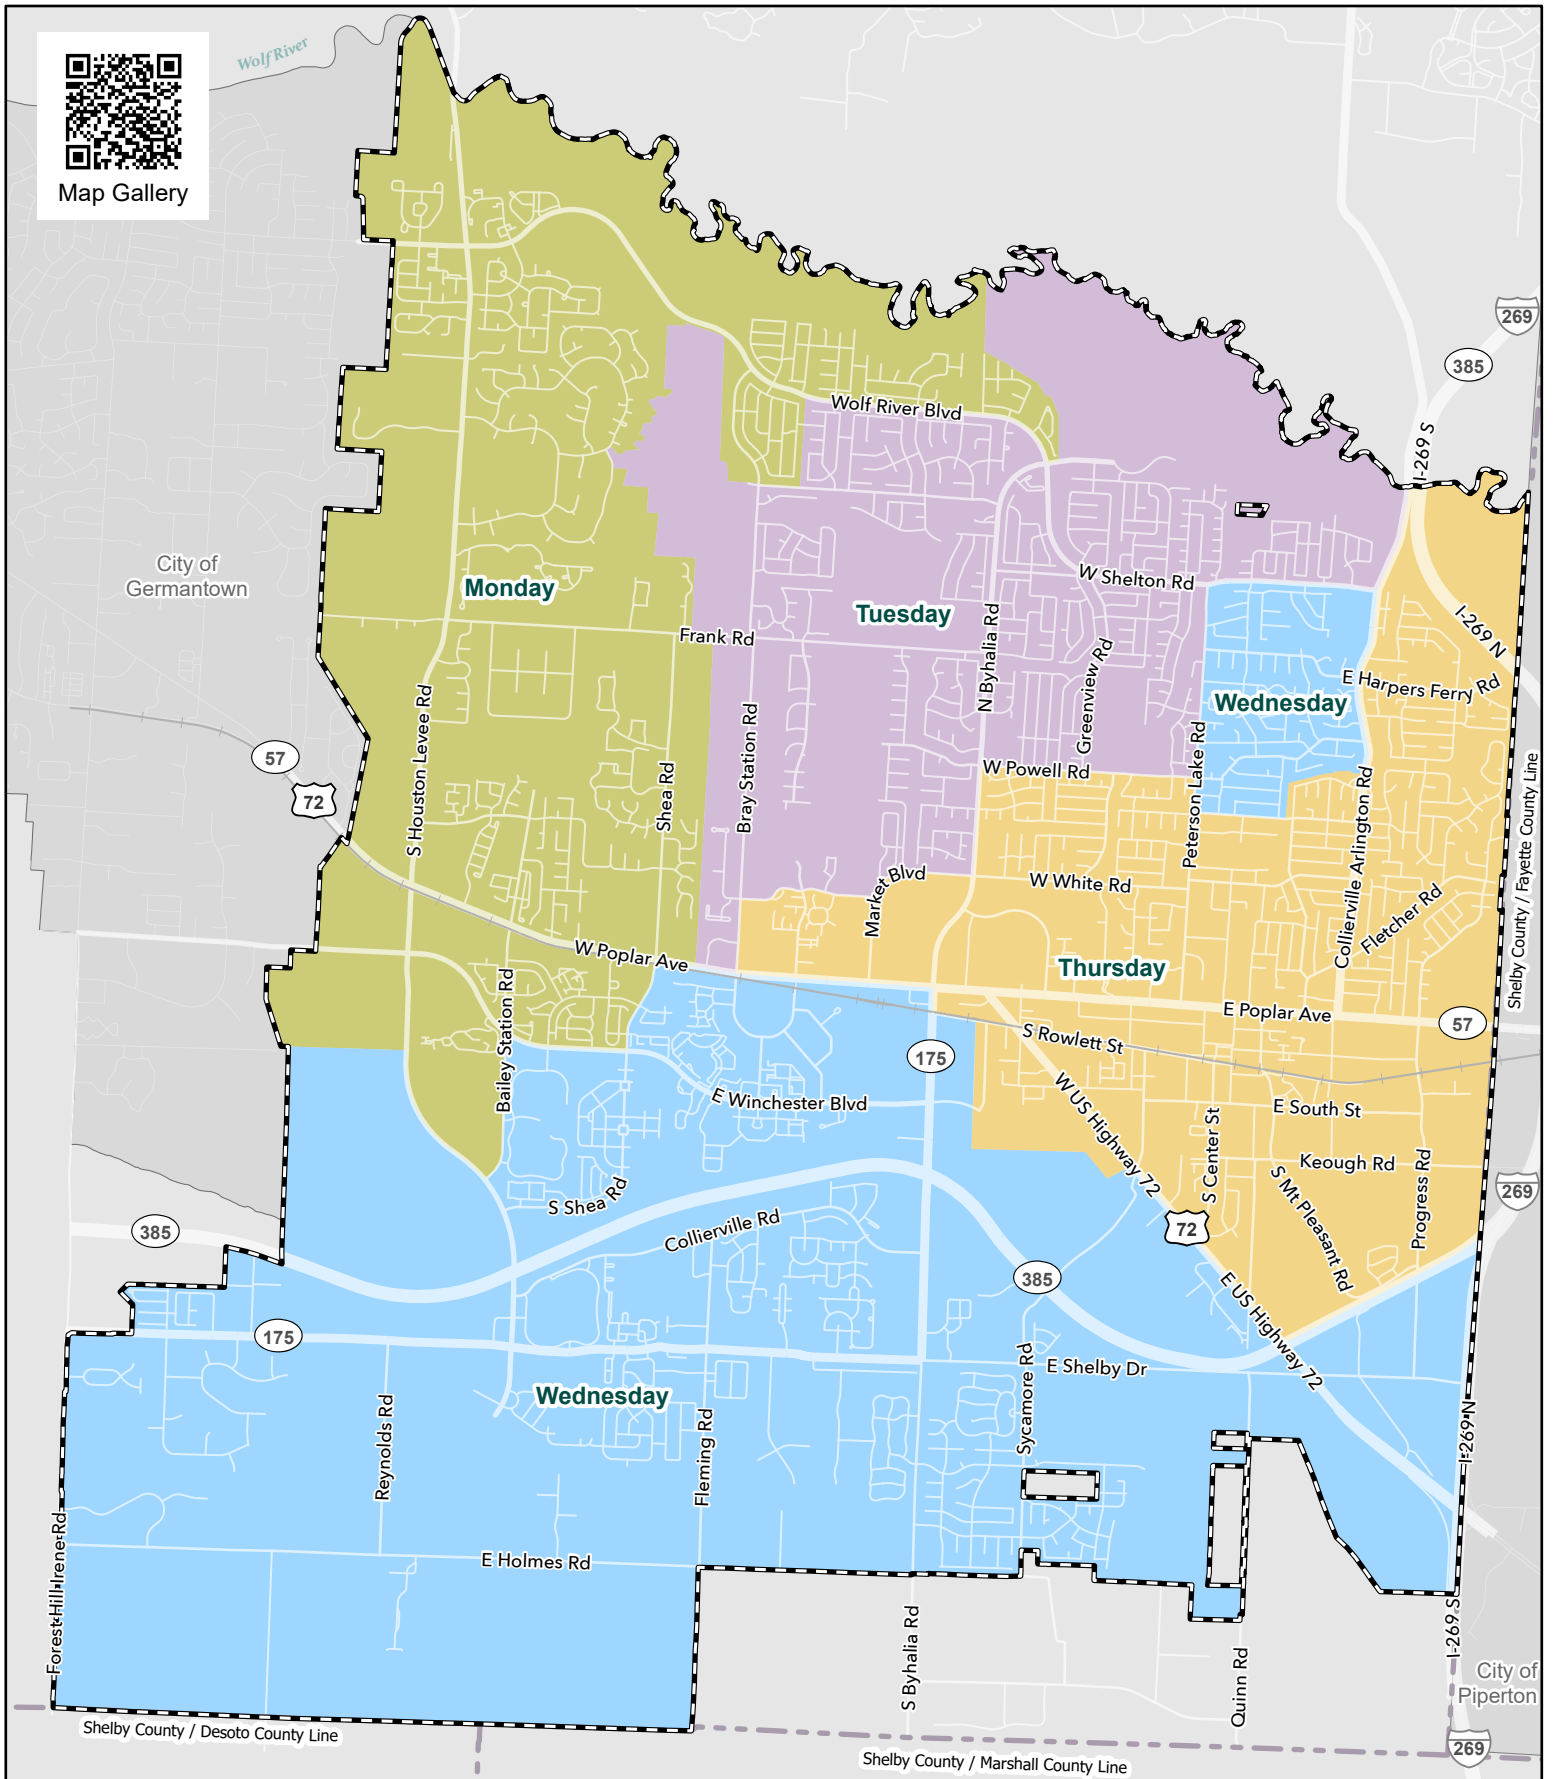 Wolf River
Map Gallery
269
385
Wolf River Blvd
I-269 S
City of
Germantown
Monday
W Shelton Rd
Tuesday
Frank Rd
I-269 N
N Byhalia Rd
Greenview Rd
E Harpers Ferry Rd
Wednesday
S Houston Levee Rd
Shea Rd
Bray Station Rd
Peterson Lake Rd
57
72
W Powell Rd
Collierville Arlington Rd
Shelby County / Fayette County Line
Market Blvd
W White Rd
Fletcher Rd
W Poplar Ave
Thursday
Bailey Station Rd
E Poplar Ave
57
S Rowlett St
175
E Winchester Blvd
W US Highway 72
E South St
S Center St
Keough Rd
S Shea Rd
S Mt Pleasant Rd
Progress Rd
269
385
Collierville Rd
72
385
E US Highway 72
175
E Shelby Dr
Wednesday
Reynolds Rd
Fleming Rd
Sycamore Rd
I-269 N
Forest Hill Irene Rd
E Holmes Rd
S Byhalia Rd
Quinn Rd
I-269 S
City of
Piperton
Shelby County / Desoto County Line
Shelby County / Marshall County Line
269